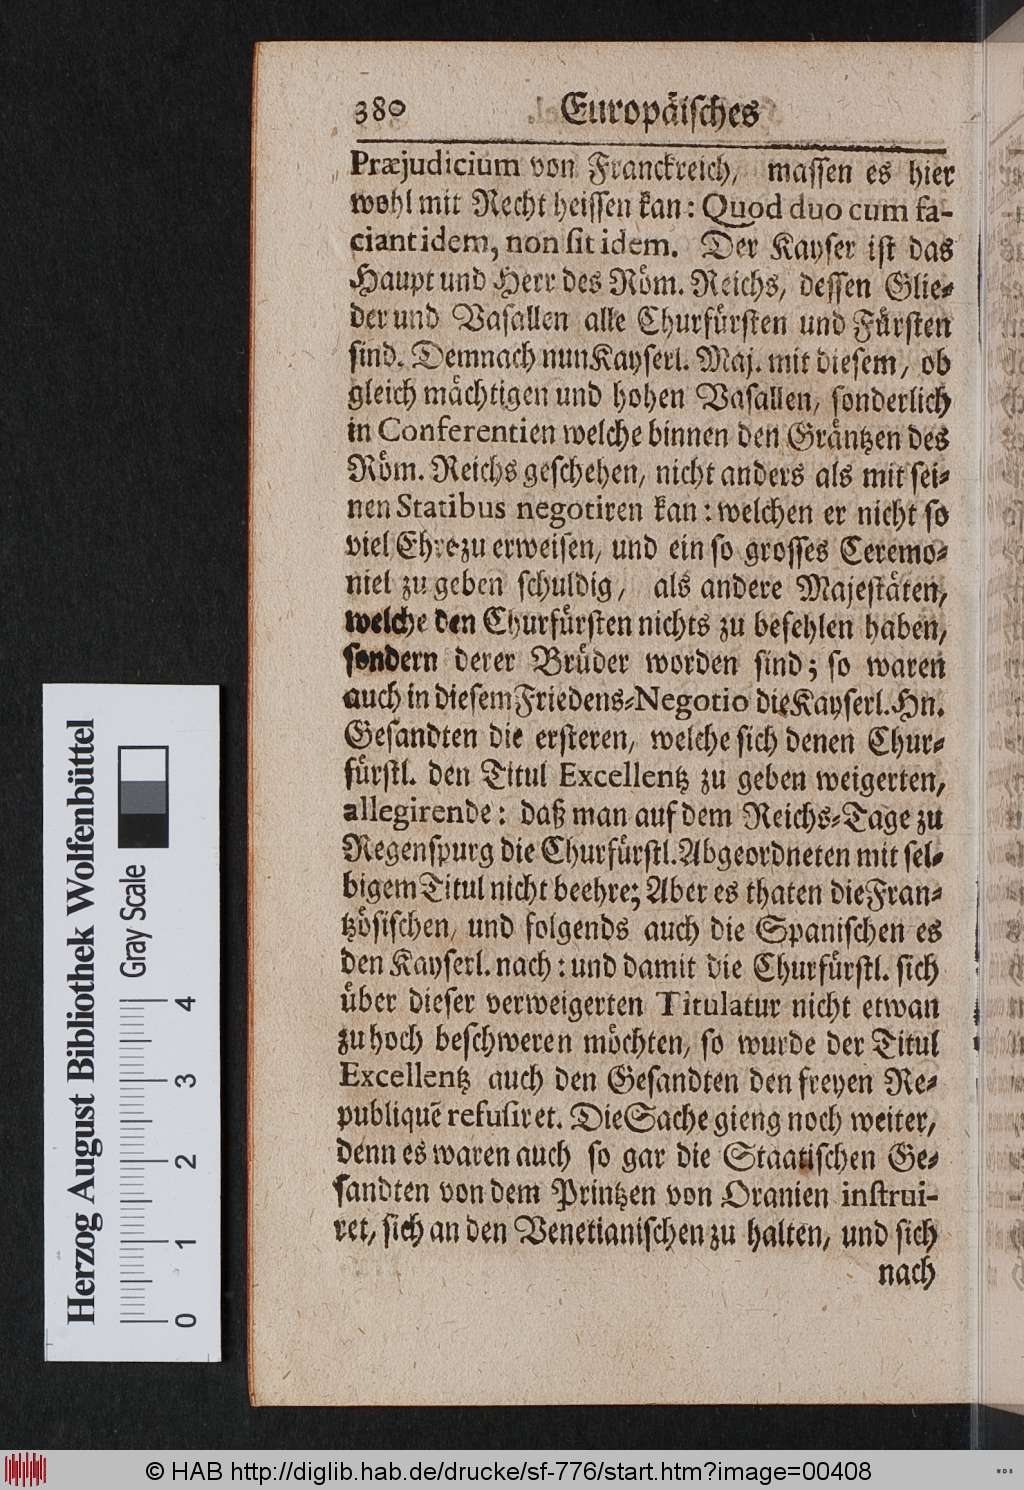 380 Europäisches
Præjudicium von Franckreich, massen es hier
wohl mit Recht heissen kan: Quod duo cum fa-
ciant idem, non sit idem. Der Kayser ist das
Haupt und Herr des Röm. Reichs, dessen Glie-
der und Vasallen alle Churfürsten und Fürsten
sind. Demnach nun Kayserl. Maj. mit diesem, ob
gleich mächtigen und hohen Vasallen, sonderlich
in Conferentien welche binnen den Gräntzen des
Röm. Reichs geschehen, nicht anders als mit sei-
nen Statibus negotiren kan: welchen er nicht so
viel Ehre zu erweisen, und ein so grosses Ceremo-
niel zu geben schuldig, als andere Majestäten,
welche den Churfürsten nichts zu befehlen haben,
sondern derer Brüder worden sind; so waren
auch in diesem Friedens-Negotio die Kayserl. Hn.
Gesandten die ersteren, welche sich denen Chur-
fürstl. den Titul Excellentz zu geben weigerten,
allegirende: daß man auf dem Reichs-Tage zu
Regenspurg die Churfürstl. Abgeordneten mit sel-
bigem Titul nicht beehre; Aber es thaten die Fran-
tzösischen, und folgends auch die Spanischen es
den Kayserl. nach: und damit die Churfürstl. sich
über dieser verweigerten Titulatur nicht etwan
zu hoch beschweren möchten, so wurde der Titul
Excellentz auch den Gesandten den freyen Re-
publiquē refusiret. Die Sache gieng noch weiter,
denn es waren auch so gar die Staatischen Ge-
sandten von dem Printzen von Oranien instrui-
ret, sich an den Venetianischen zu halten, und sich
nach
Herzog August Bibliothek Wolfenbüttel
Gray Scale
0 1 2 3 4
© HAB http://diglib.hab.de/drucke/sf-776/start.htm?image=00408